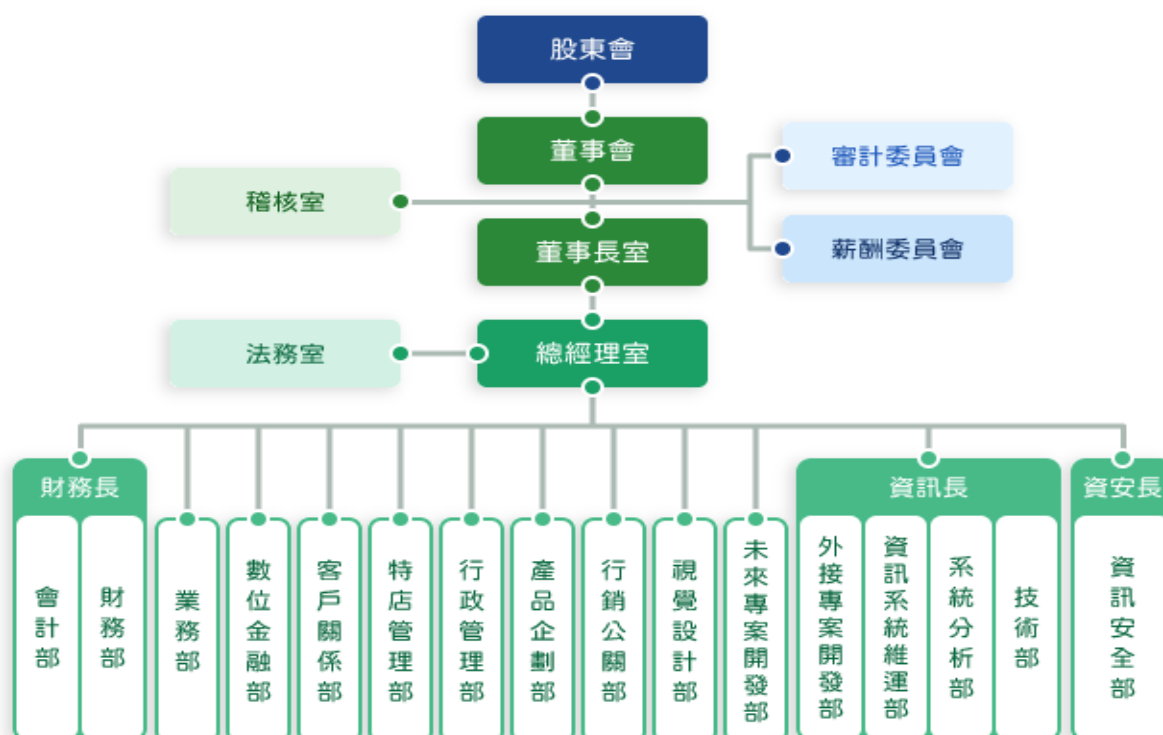 股東會
董事會
審計委員會
稽核室
薪酬委員會
董事長室
法務室
總經理室
財務長
資訊長
資安長
會計部
財務部
業務部
數位金融部
客戶關係部
特店管理部
行政管理部
產品企劃部
行銷公關部
視覺設計部
未來專案開發部
外接專案開發部
資訊系統維運部
系統分析部
技術部
資訊安全部